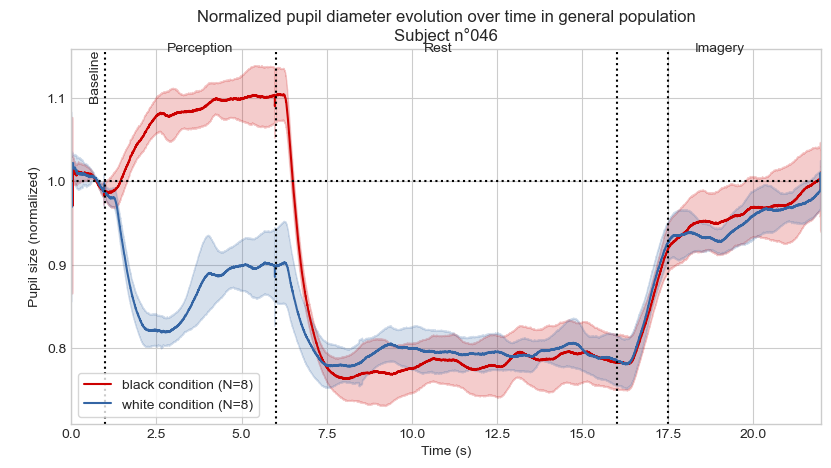 Normalized pupil diameter evolution over time in general population
Subject n°046
Baseline
Perception
Rest
Imagery
Pupil size (normalized)
1.1
1.0
0.9
0.8
black condition (N=8)
white condition (N=8)
0.0 2.5 5.0 7.5 10.0 12.5 15.0 17.5 20.0
Time (s)